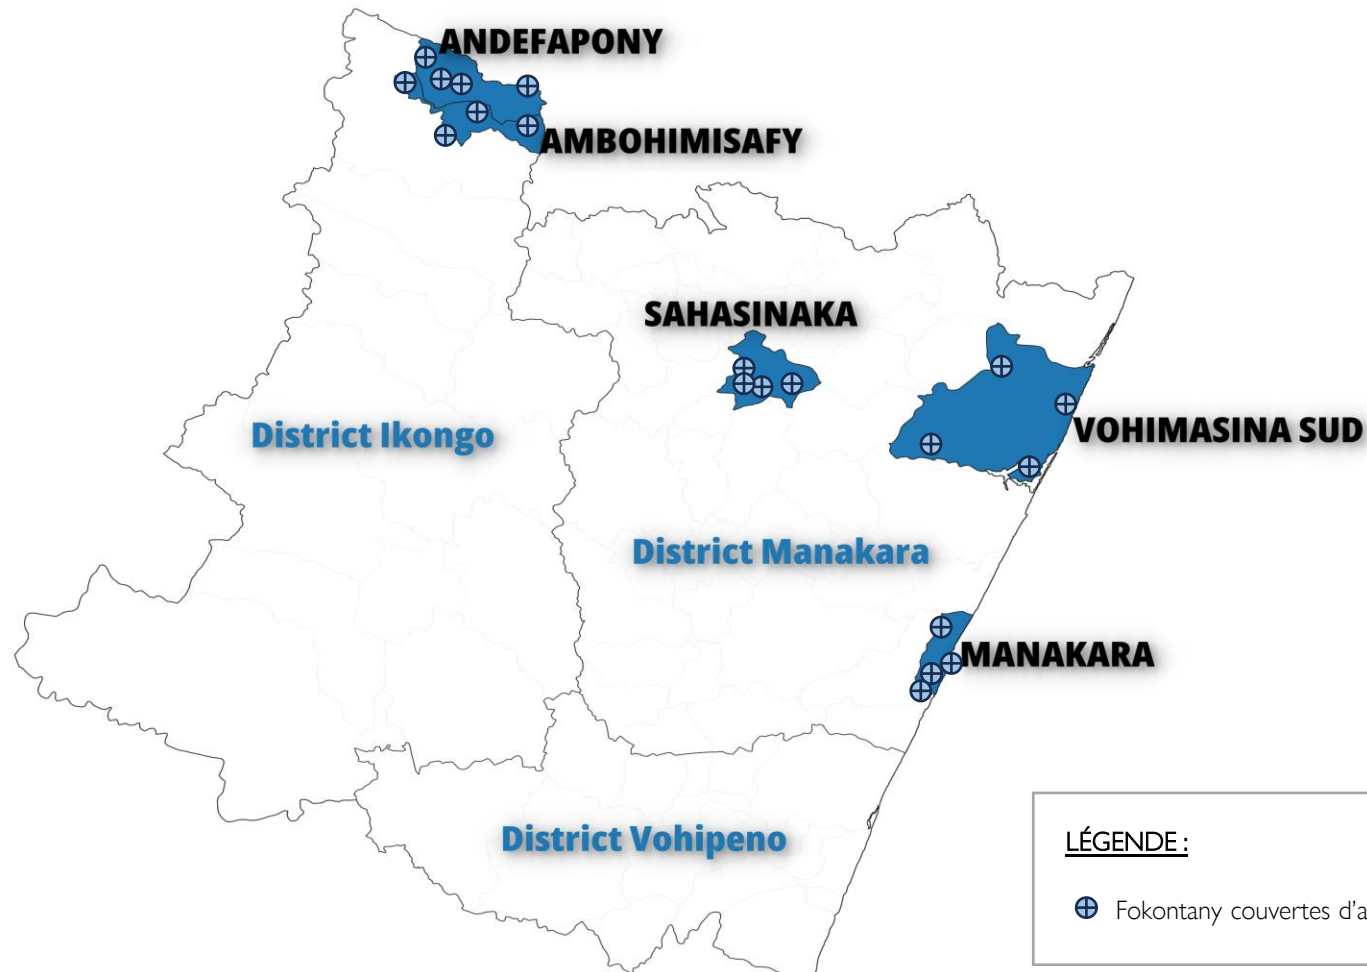 ANDEFAPONY
AMBOHIMISAFY
SAHASINAKA
VOHIMASINA SUD
District Ikongo
District Manakara
MANAKARA
District Vohipeno
LÉGENDE :
Fokontany couvertes d'a